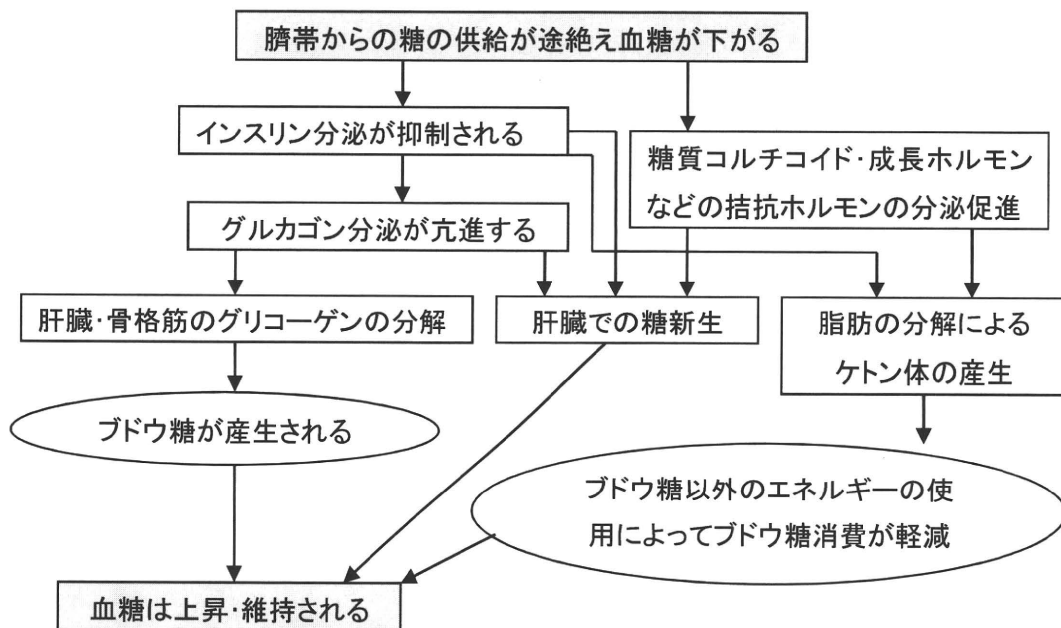 臍帯からの糖の供給が途絶え血糖が下がる
インスリン分泌が抑制される
糖質コルチコイド・成長ホルモン
などの拮抗ホルモンの分泌促進
グルカゴン分泌が亢進する
肝臓・骨格筋のグリコーゲンの分解
肝臓での糖新生
脂肪の分解による
ケトン体の産生
ブドウ糖が産生される
ブドウ糖以外のエネルギーの使
用によってブドウ糖消費が軽減
血糖は上昇・維持される